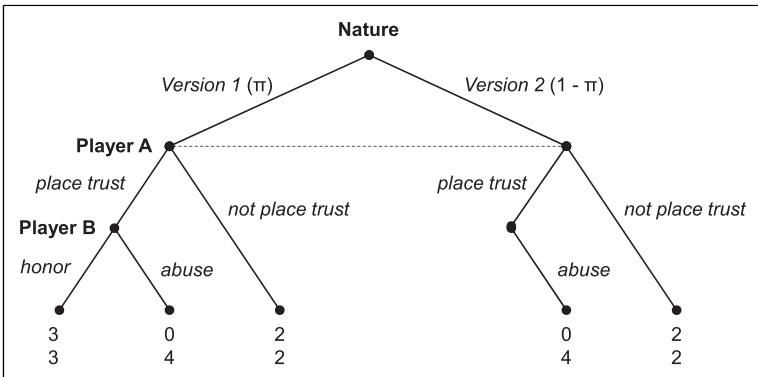 Nature
Version 1 (π) Version 2 (1 - π)
Player A
place trust not place trust place trust not place trust
Player B
honor abuse abuse
3 0 2 0 2
3 4 2 4 2